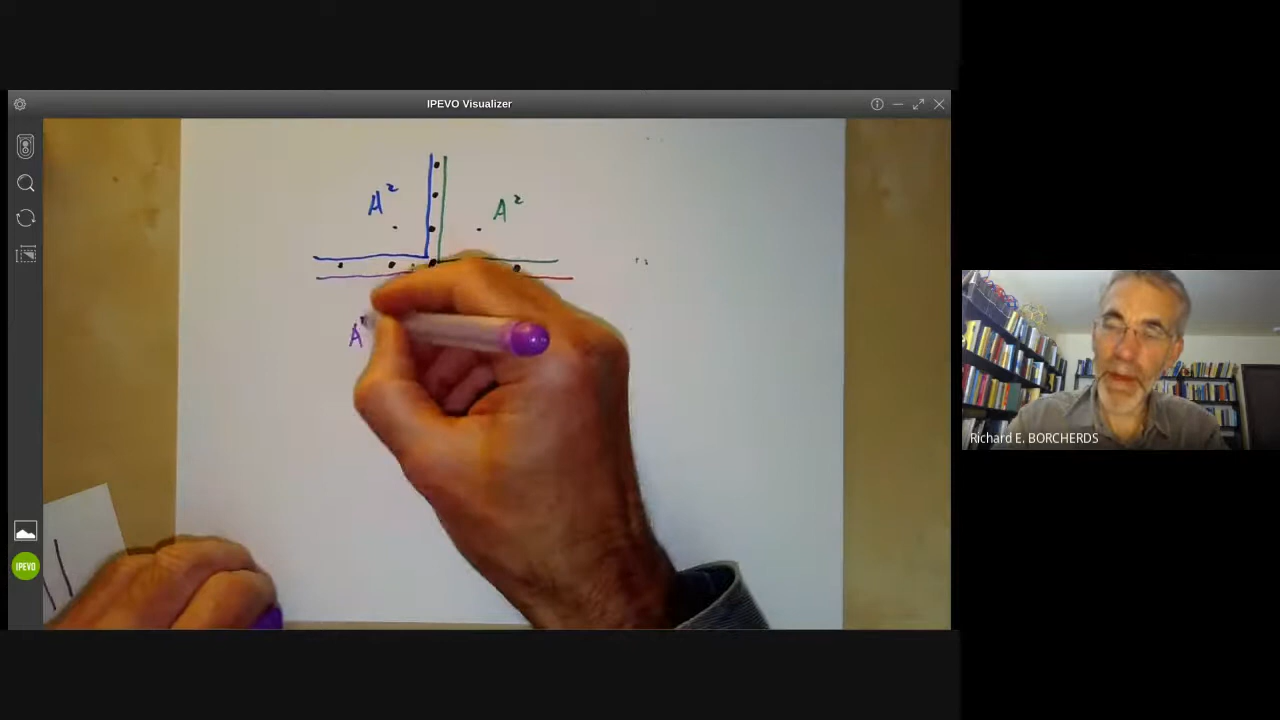 IPEVO Visualizer
A² A²
A
IPEVO
Richard E. BORCHERDS